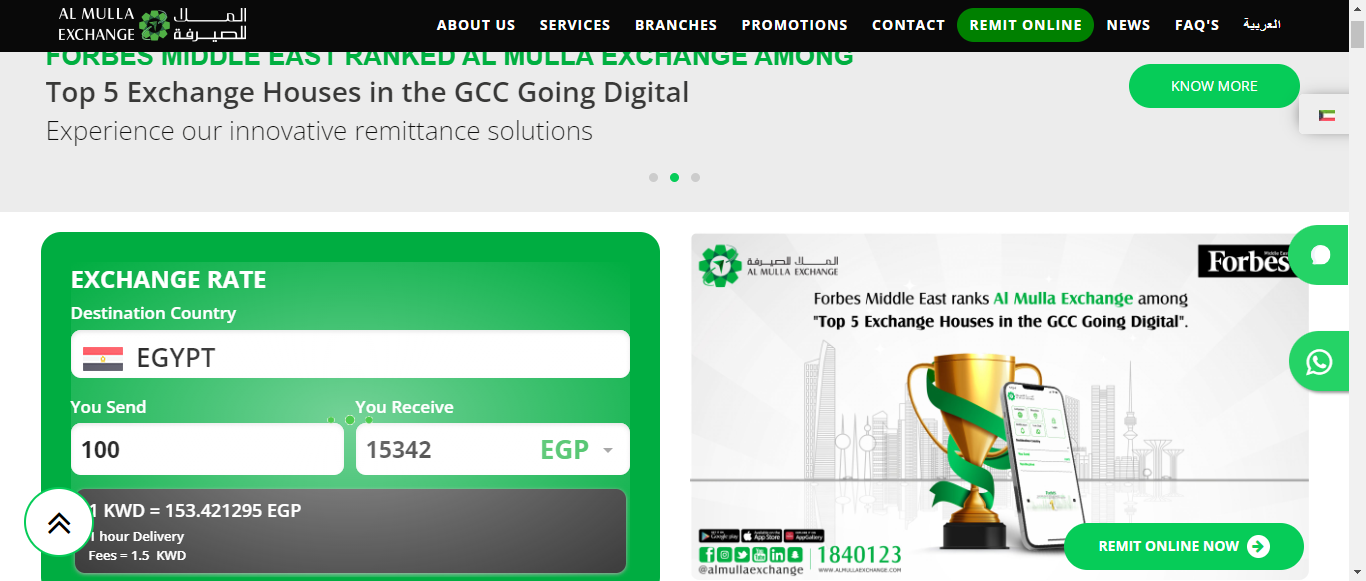 AL MULLA EXCHANGE
المـــلا للصيرفة
ABOUT US SERVICES BRANCHES PROMOTIONS CONTACT REMIT ONLINE NEWS FAQ'S العربية
FORBES MIDDLE EAST RANKED AL MULLA EXCHANGE AMONG
Top 5 Exchange Houses in the GCC Going Digital
Experience our innovative remittance solutions
KNOW MORE
EXCHANGE RATE
Destination Country
EGYPT
You Send You Receive
100 15342 EGP
1 KWD = 153.421295 EGP
1 hour Delivery
Fees = 1.5 KWD
المـــلا للصيرفة
AL MULLA EXCHANGE
Forbes
Middle East
Forbes Middle East ranks Al Mulla Exchange among
"Top 5 Exchange Houses in the GCC Going Digital".
Google play App Store AppGallery
1840123
@almullaexchange WWW.ALMULLAEXCHANGE.COM
REMIT ONLINE NOW